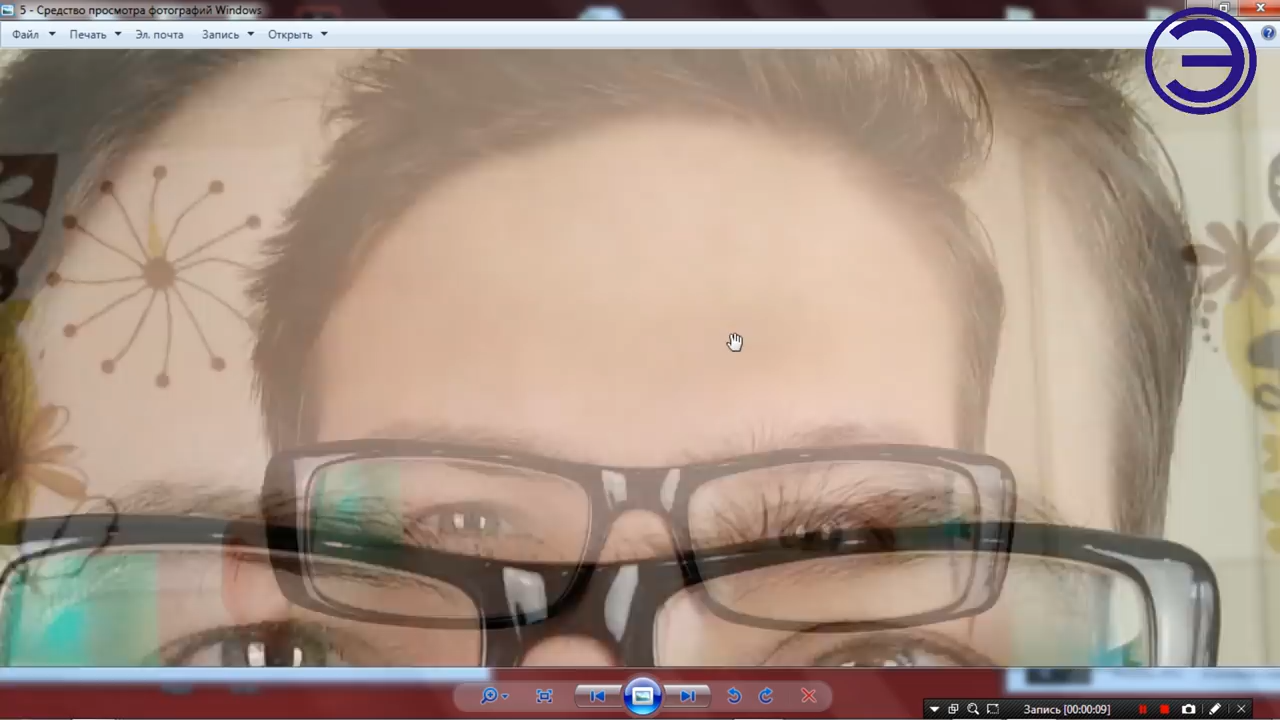 5 - Средство просмотра фотографий Windows
Файл Печать Эл. почта Запись Открыть
Э
Запись [00:00:09]